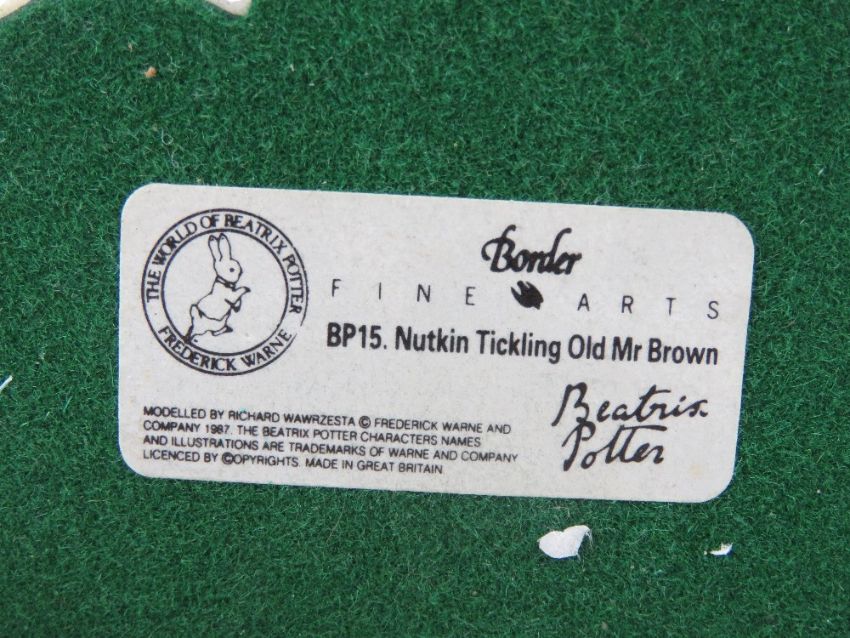 THE WORLD OF BEATRIX POTTER
FREDERICK WARNE
Border
FINE ARTS
BP15. Nutkin Tickling Old Mr Brown
Beatrix
Potter
MODELLED BY RICHARD WAWRZESTA © FREDERICK WARNE AND
COMPANY 1987. THE BEATRIX POTTER CHARACTERS NAMES
AND ILLUSTRATIONS ARE TRADEMARKS OF WARNE AND COMPANY
LICENCED BY ©OPYRIGHTS. MADE IN GREAT BRITAIN.